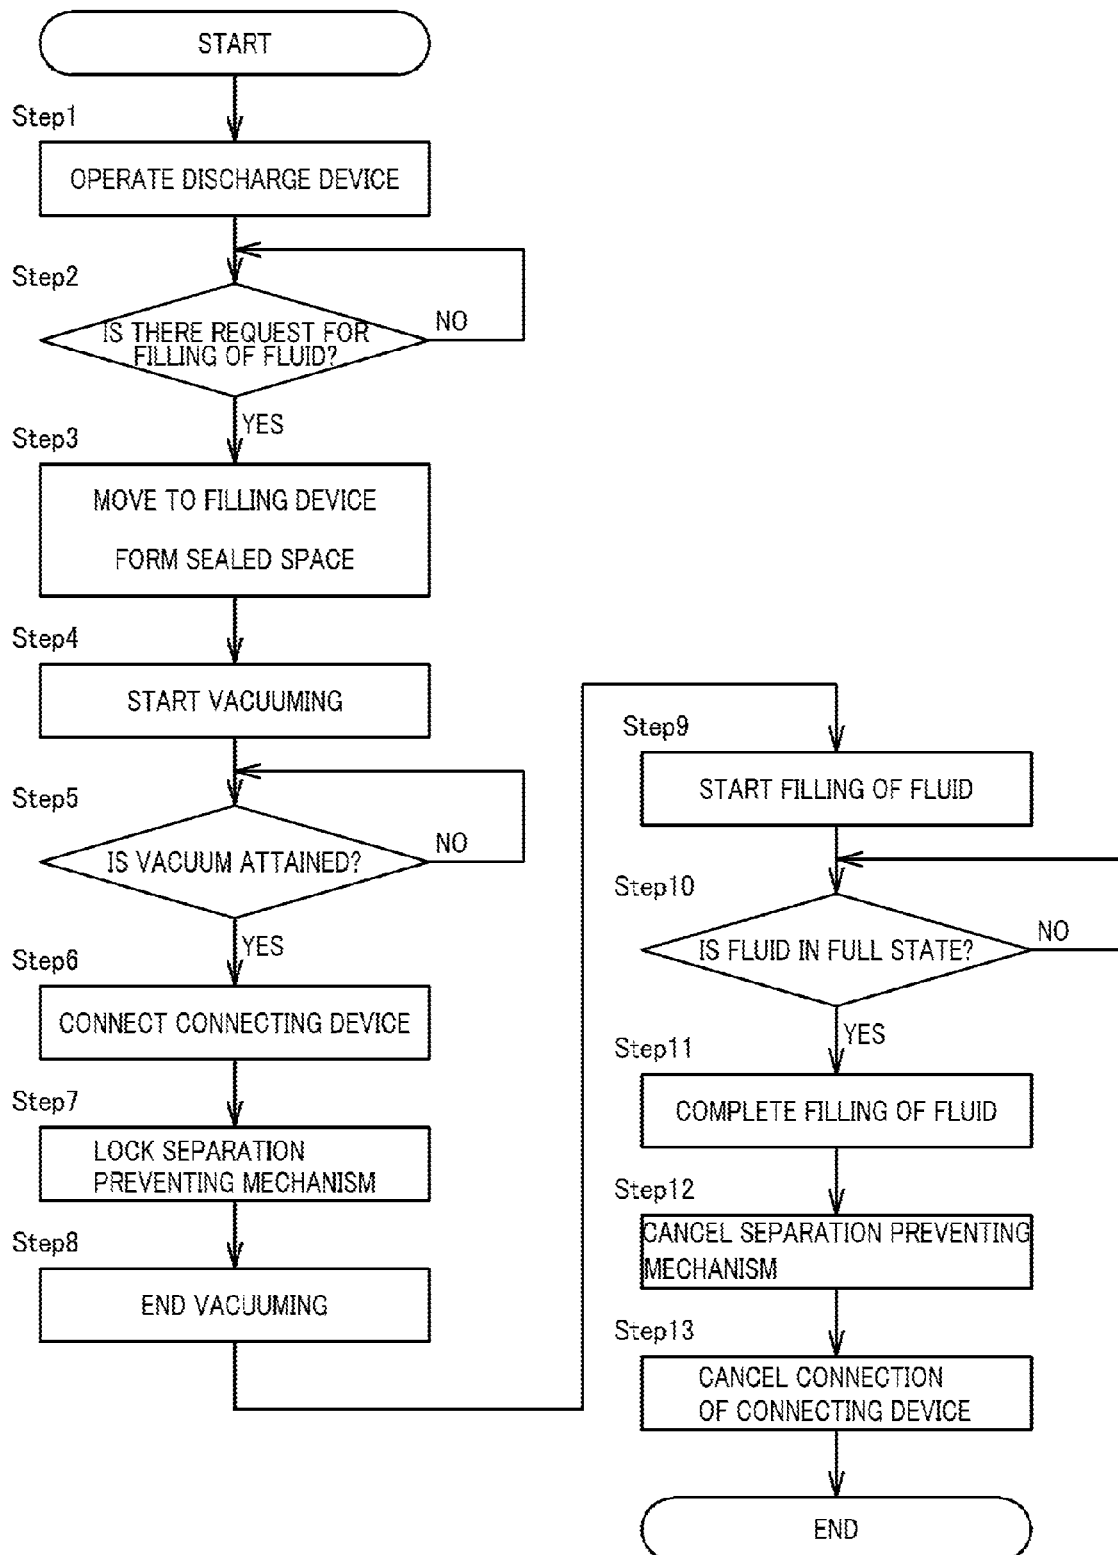 START
Step1
OPERATE DISCHARGE DEVICE
Step2
IS THERE REQUEST FOR
FILLING OF FLUID?
NO
YES
Step3
MOVE TO FILLING DEVICE
FORM SEALED SPACE
Step4
START VACUUMING
Step5
IS VACUUM ATTAINED?
NO
YES
Step6
CONNECT CONNECTING DEVICE
Step7
LOCK SEPARATION
PREVENTING MECHANISM
Step8
END VACUUMING
Step9
START FILLING OF FLUID
Step10
IS FLUID IN FULL STATE?
NO
YES
Step11
COMPLETE FILLING OF FLUID
Step12
CANCEL SEPARATION PREVENTING
MECHANISM
Step13
CANCEL CONNECTION
OF CONNECTING DEVICE
END